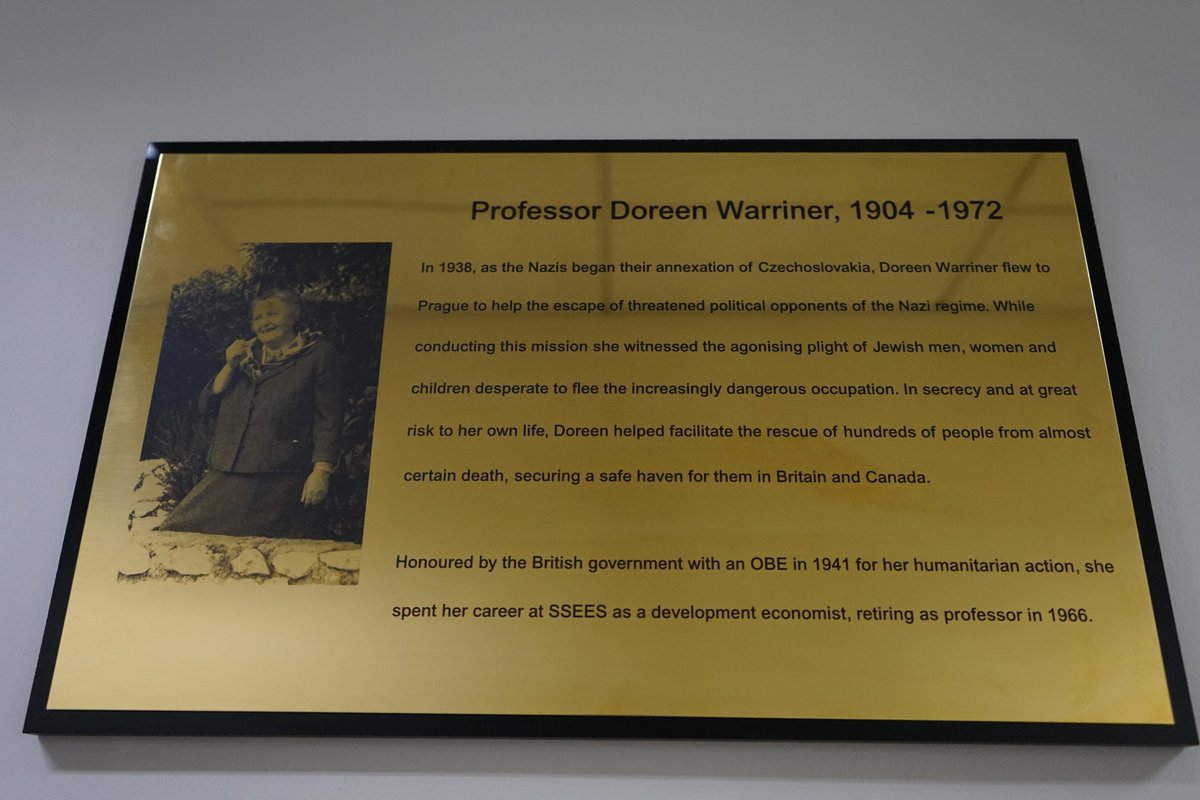 Professor Doreen Warriner, 1904 -1972
In 1938, as the Nazis began their annexation of Czechoslovakia, Doreen Warriner flew to
Prague to help the escape of threatened political opponents of the Nazi regime. While
conducting this mission she witnessed the agonising plight of Jewish men, women and
children desperate to flee the increasingly dangerous occupation. In secrecy and at great
risk to her own life, Doreen helped facilitate the rescue of hundreds of people from almost
certain death, securing a safe haven for them in Britain and Canada.
Honoured by the British government with an OBE in 1941 for her humanitarian action, she
spent her career at SSEES as a development economist, retiring as professor in 1966.